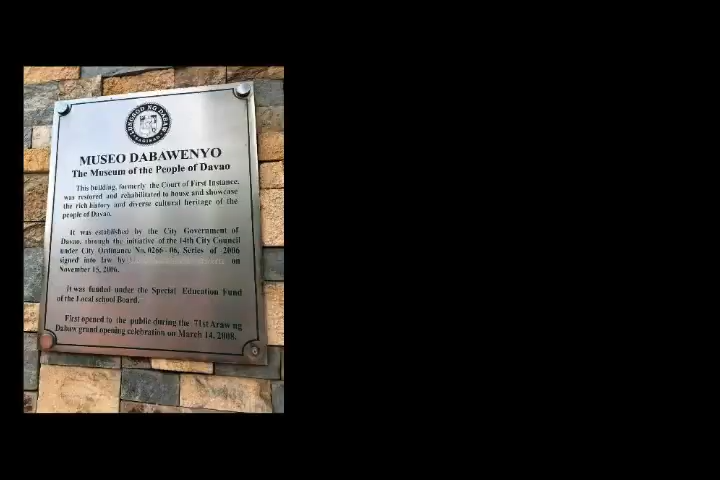 LUNGSOD NG DABAW
MUSEO DABAWENYO
The Museum of the People of Davao
This building, formerly the Court of First Instance,
was restored and rehabilitated to house and showcase
the rich history and diverse cultural heritage of the
people of Davao.
It was established by the City Government of
Davao, through the initiative of the 14th City Council
under City Ordinance No. 0266-06, Series of 2006
signed into law by on
November 15, 2006.
It was funded under the Special Education Fund
of the Local school Board.
First opened to the public during the 71st Araw ng
Dabaw grand opening celebration on March 14, 2008.